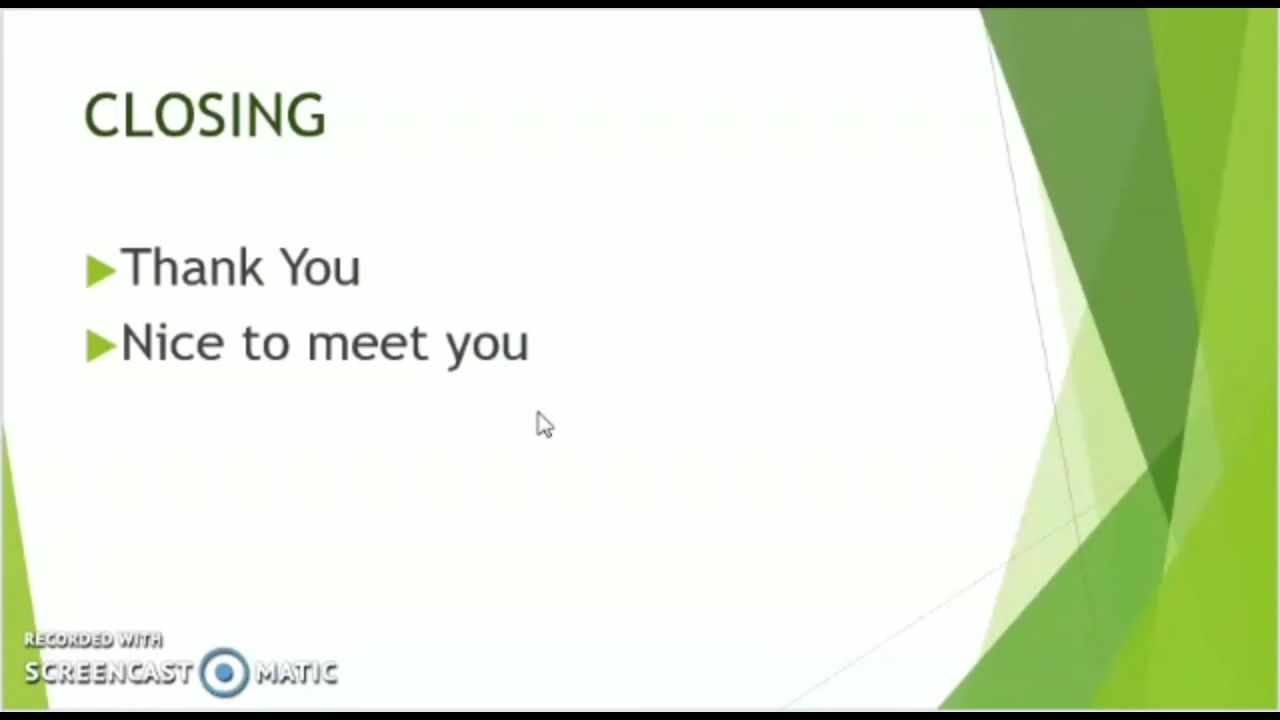 CLOSING
Thank You
Nice to meet you
RECORDED WITH
SCREENCAST MATIC